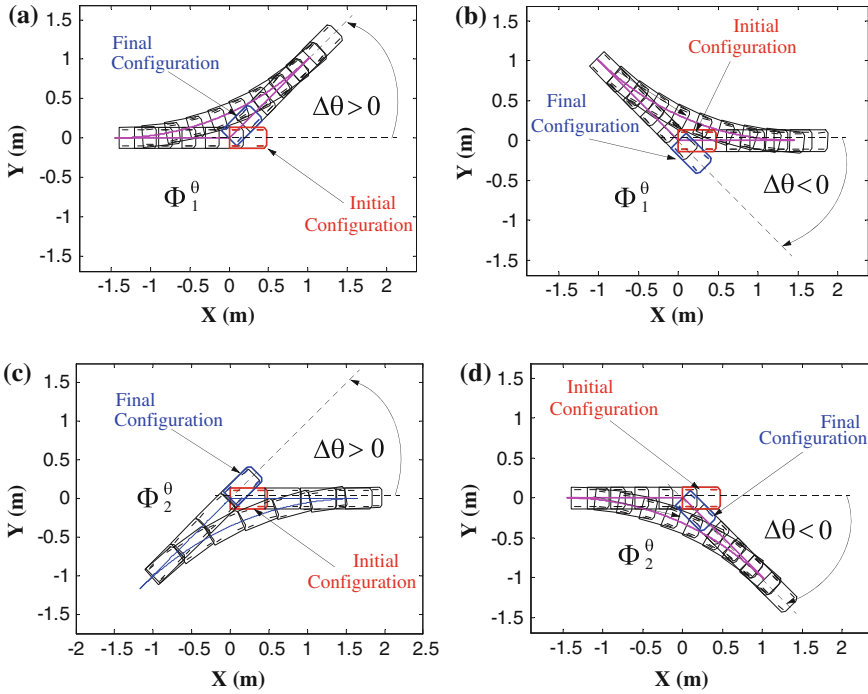 (a)
1.5
1
0.5
0
-0.5
-1
-1.5
Y (m)
Final
Configuration
Δθ> 0
Φ₁^θ
Initial
Configuration
-1.5 -1 -0.5 0 0.5 1 1.5 2
X (m)
(b)
1.5
1
0.5
0
-0.5
-1
-1.5
Y (m)
Initial
Configuration
Final
Configuration
Δθ< 0
Φ₁^θ
-1.5 -1 -0.5 0 0.5 1 1.5 2
X (m)
(c)
1.5
1
0.5
0
-0.5
-1
-1.5
Y (m)
Final
Configuration
Δθ> 0
Φ₂^θ
Initial
Configuration
-1.5 -1 -0.5 0 0.5 1 1.5 2 2.5
X (m)
(d)
1.5
1
0.5
0
-0.5
-1
-1.5
Y (m)
Initial
Configuration
Final
Configuration
Δθ< 0
Φ₂^θ
-1.5 -1 -0.5 0 0.5 1 1.5 2
X (m)